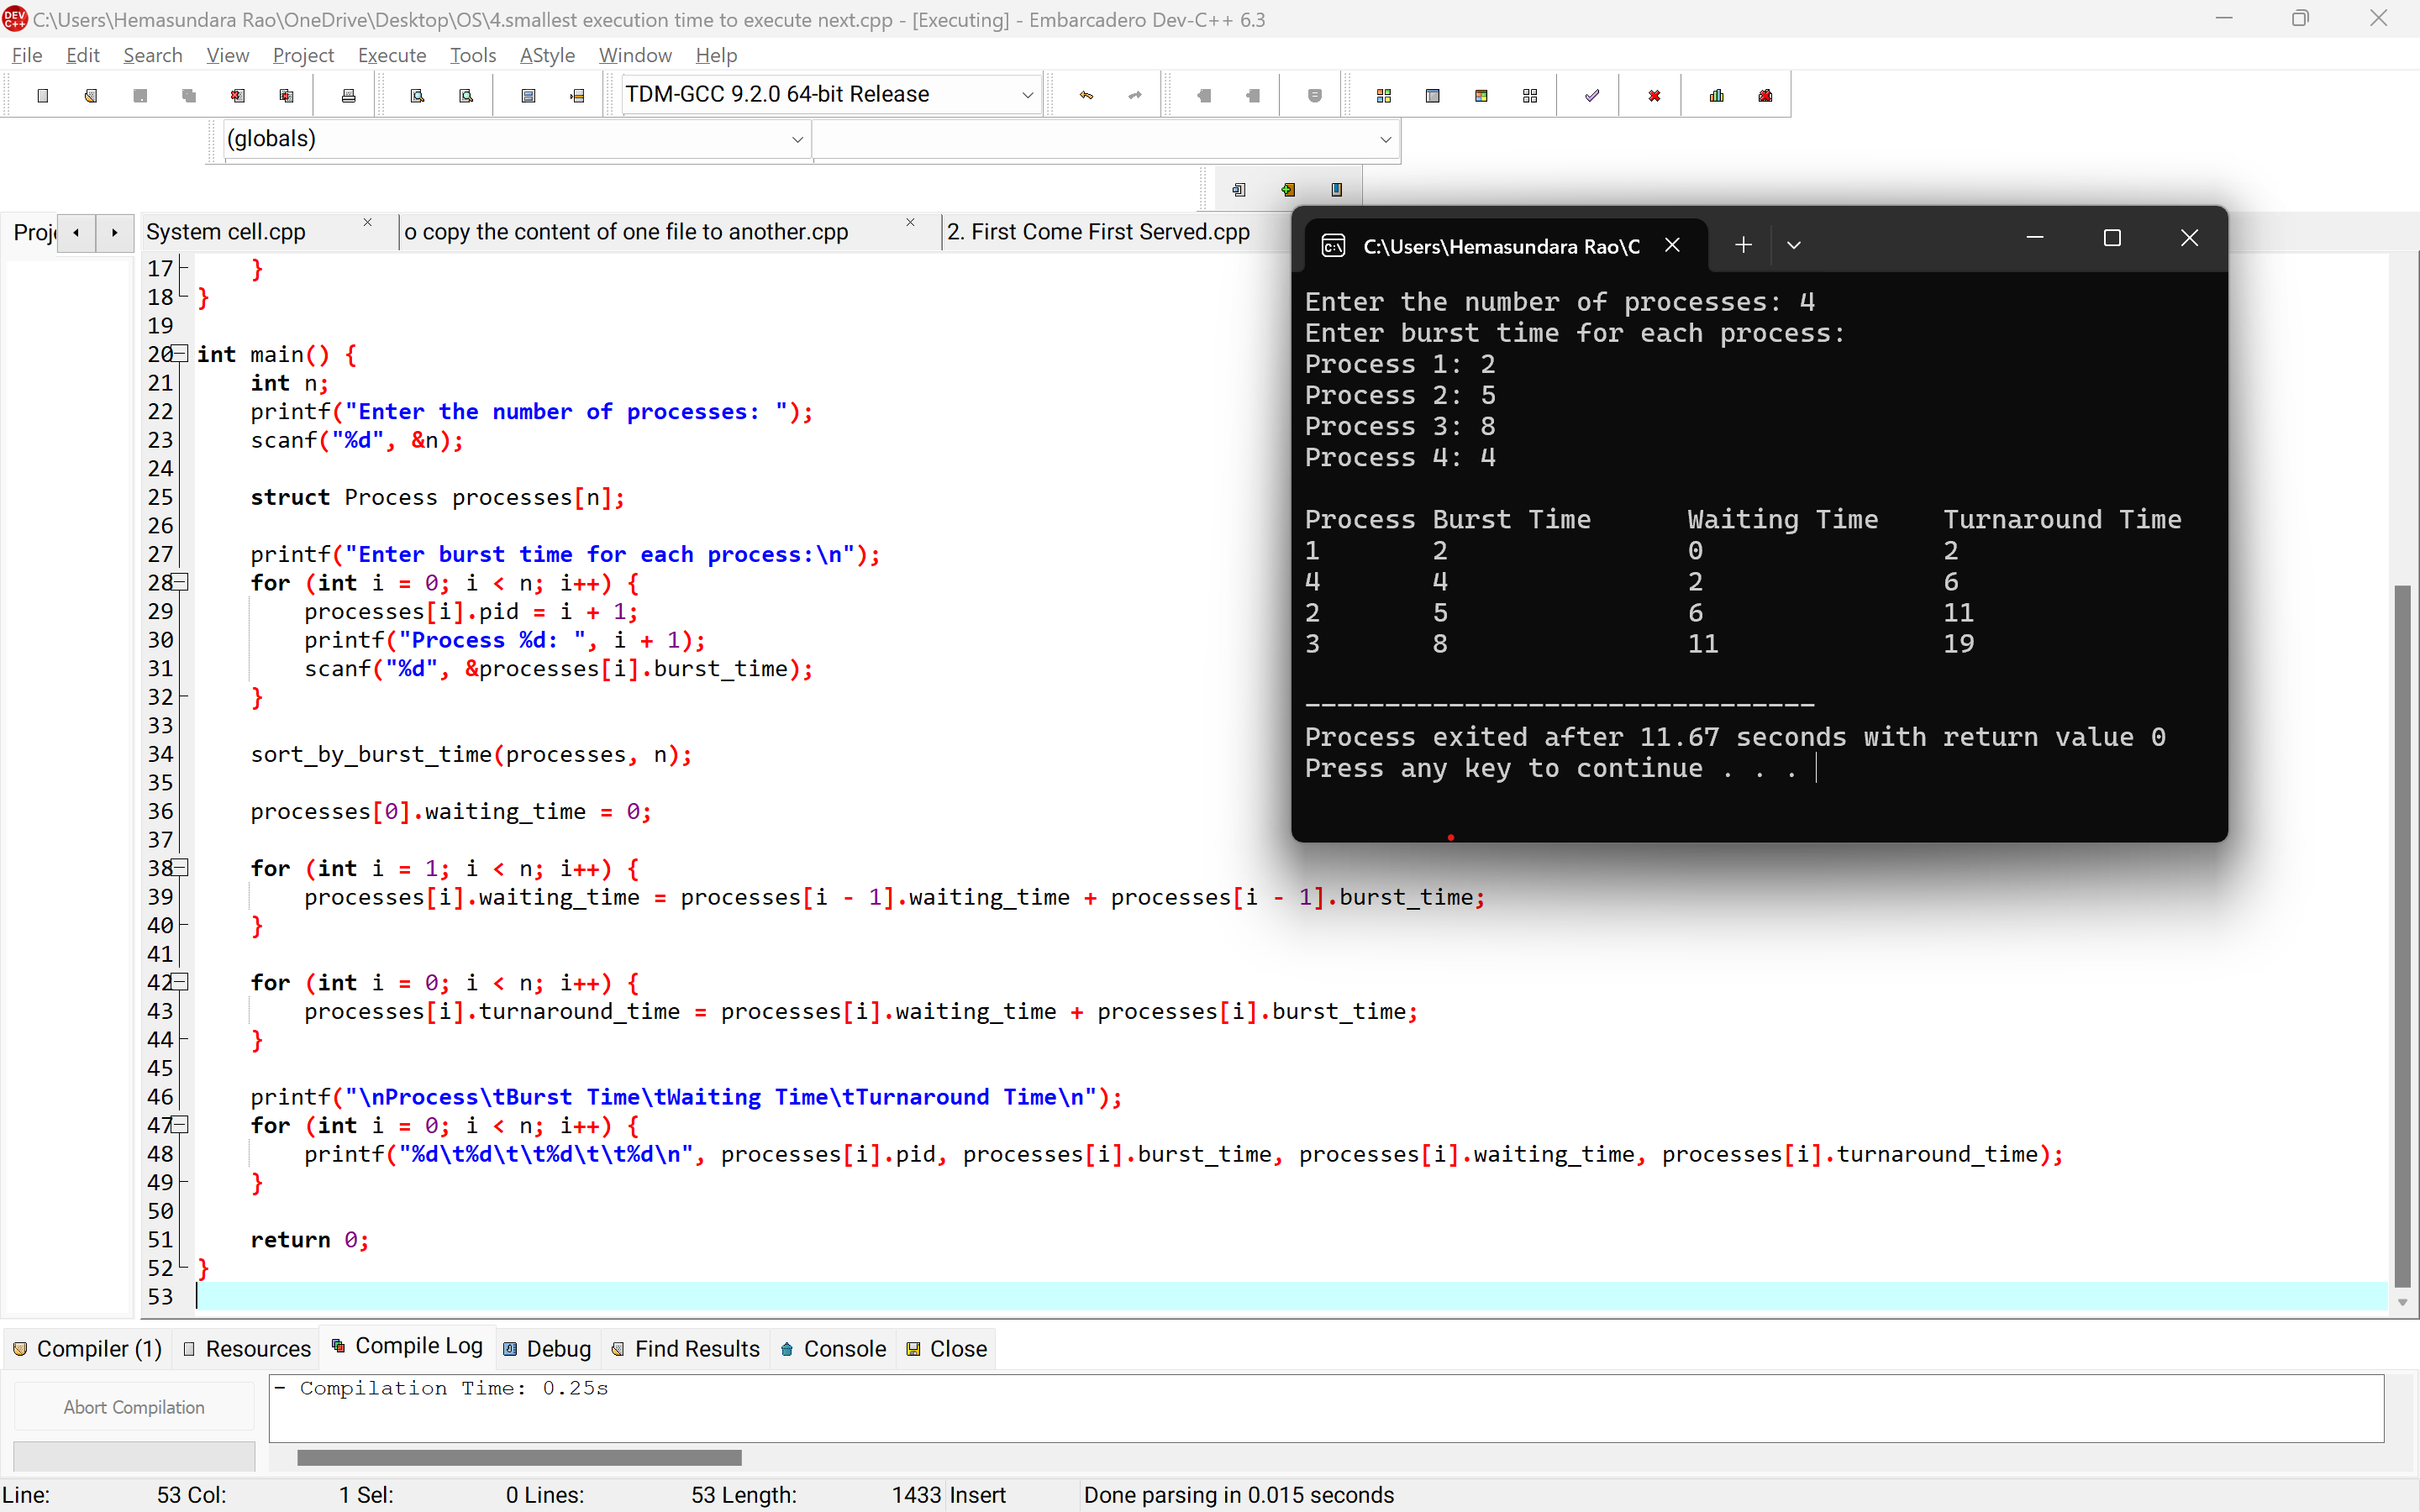 C:\Users\Hemasundara Rao\OneDrive\Desktop\OS\4.smallest execution time to execute next.cpp - [Executing] - Embarcadero Dev-C++ 6.3
File Edit Search View Project Execute Tools AStyle Window Help
TDM-GCC 9.2.0 64-bit Release
(globals)
System cell.cpp o copy the content of one file to another.cpp 2. First Come First Served.cpp
17 }
18 }
19
20 int main() {
21 int n;
22 printf("Enter the number of processes: ");
23 scanf("%d", &n);
24
25 struct Process processes[n];
26
27 printf("Enter burst time for each process:\n");
28 for (int i = 0; i < n; i++) {
29 processes[i].pid = i + 1;
30 printf("Process %d: ", i + 1);
31 scanf("%d", &processes[i].burst_time);
32 }
33
34 sort_by_burst_time(processes, n);
35
36 processes[0].waiting_time = 0;
37
38 for (int i = 1; i < n; i++) {
39 processes[i].waiting_time = processes[i - 1].waiting_time + processes[i - 1].burst_time;
40 }
41
42 for (int i = 0; i < n; i++) {
43 processes[i].turnaround_time = processes[i].waiting_time + processes[i].burst_time;
44 }
45
46 printf("\nProcess\tBurst Time\tWaiting Time\tTurnaround Time\n");
47 for (int i = 0; i < n; i++) {
48 printf("%d\t%d\t\t%d\t\t%d\n", processes[i].pid, processes[i].burst_time, processes[i].waiting_time, processes[i].turnaround_time);
49 }
50
51 return 0;
52 }
53
C:\Users\Hemasundara Rao\C
Enter the number of processes: 4
Enter burst time for each process:
Process 1: 2
Process 2: 5
Process 3: 8
Process 4: 4
Process Burst Time Waiting Time Turnaround Time
1 2 0 2
4 4 2 6
2 5 6 11
3 8 11 19
--------------------------------
Process exited after 11.67 seconds with return value 0
Press any key to continue . . .
Compiler (1) Resources Compile Log Debug Find Results Console Close
Abort Compilation
- Compilation Time: 0.25s
Line: 53 Col: 1 Sel: 0 Lines: 53 Length: 1433 Insert Done parsing in 0.015 seconds